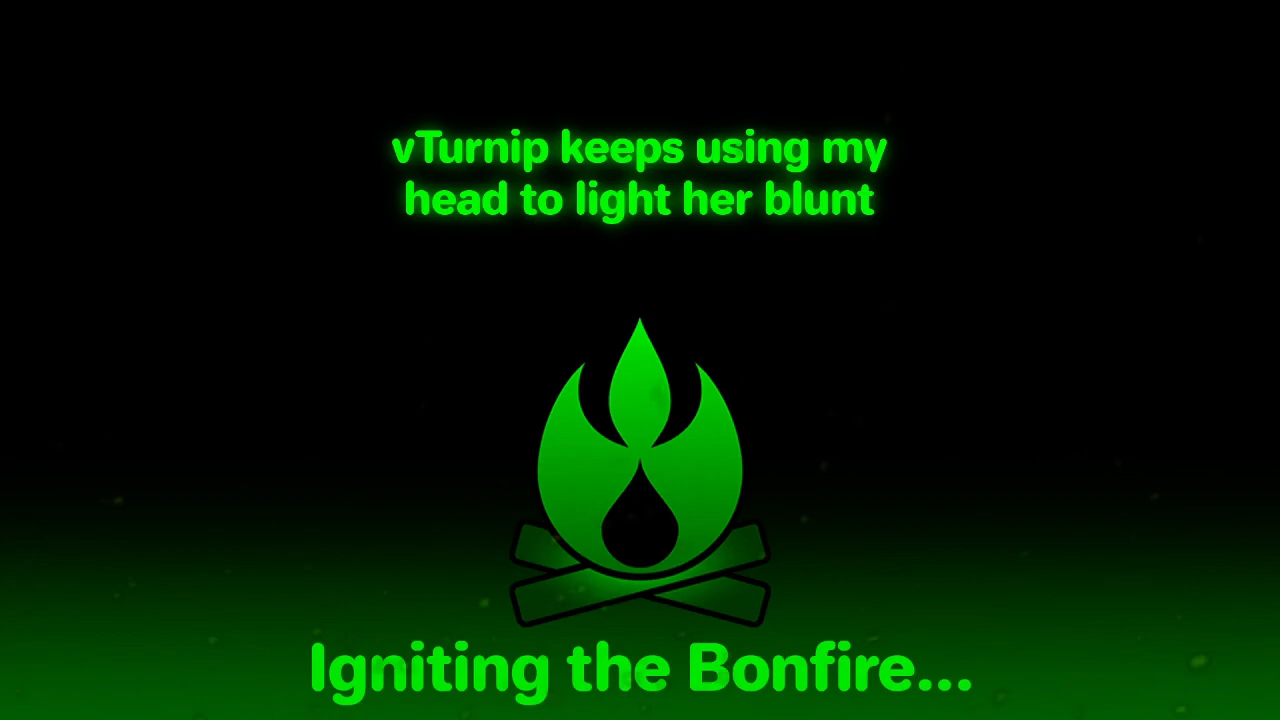 vTurnip keeps using my
head to light her blunt
Igniting the Bonfire...